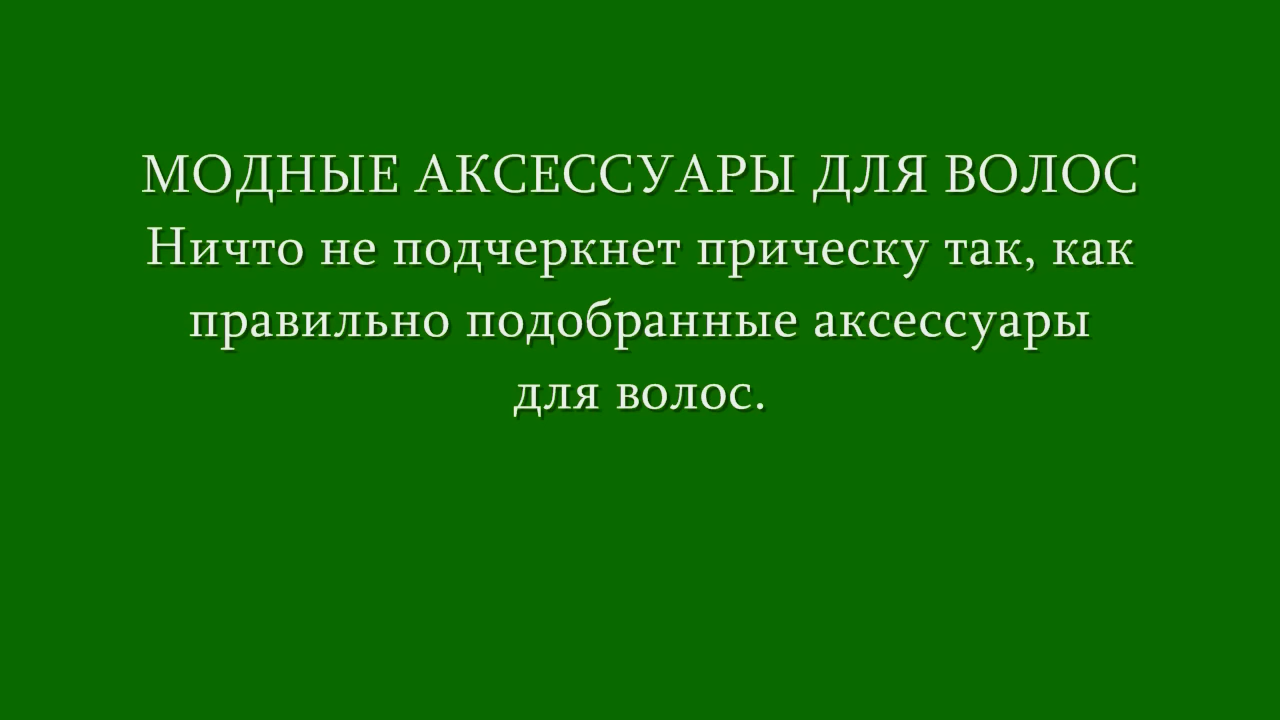 МОДНЫЕ АКСЕССУАРЫ ДЛЯ ВОЛОС
Ничто не подчеркнет прическу так, как
правильно подобранные аксессуары
для волос.